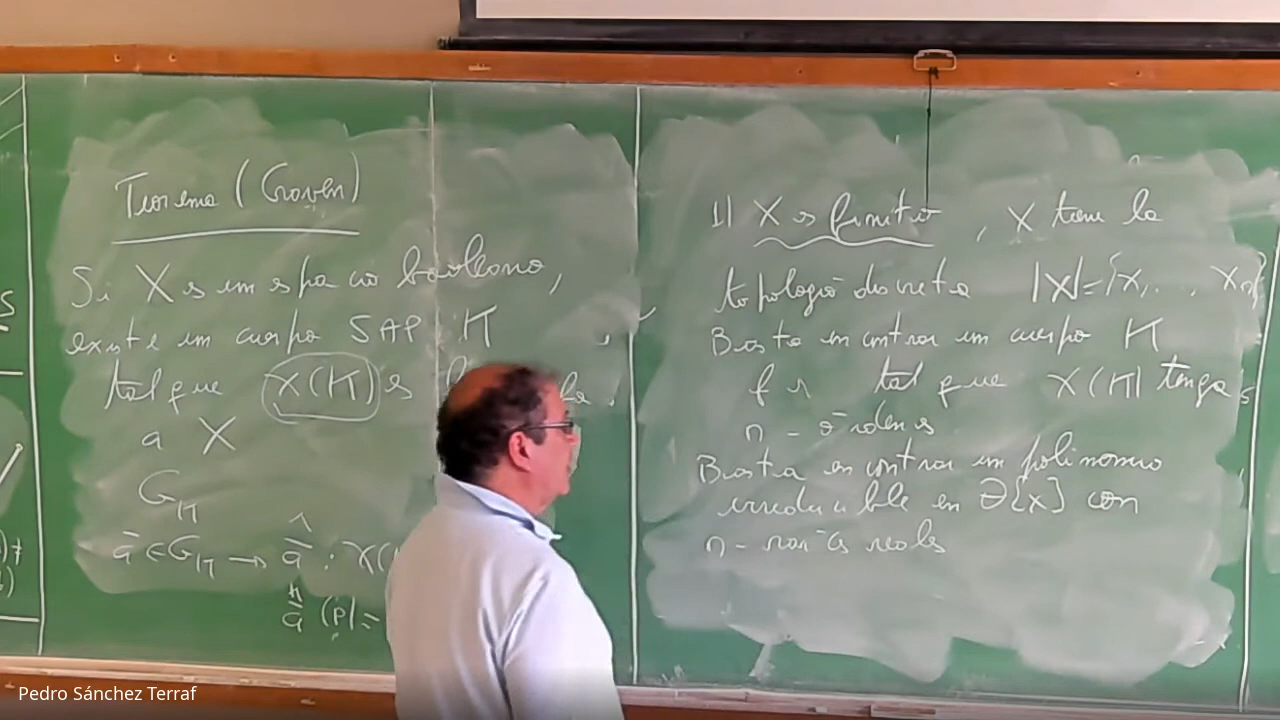 Teorema (Craven)
Si X es un espacio booleano,
existe un cuerpo SAP K
tal que X(K) es
a X
G_K
ā ∈ G_K → â : X(
(P) =
1) X es finito, X tiene la
topología discreta |X|={x₁, ..., xₙ}
Basta encontrar un cuerpo K
tal que X(K) tenga
n - órdenes
Basta encontrar un polinomio
irreducible en Q[x] con
n - raíces reales
Pedro Sánchez Terraf